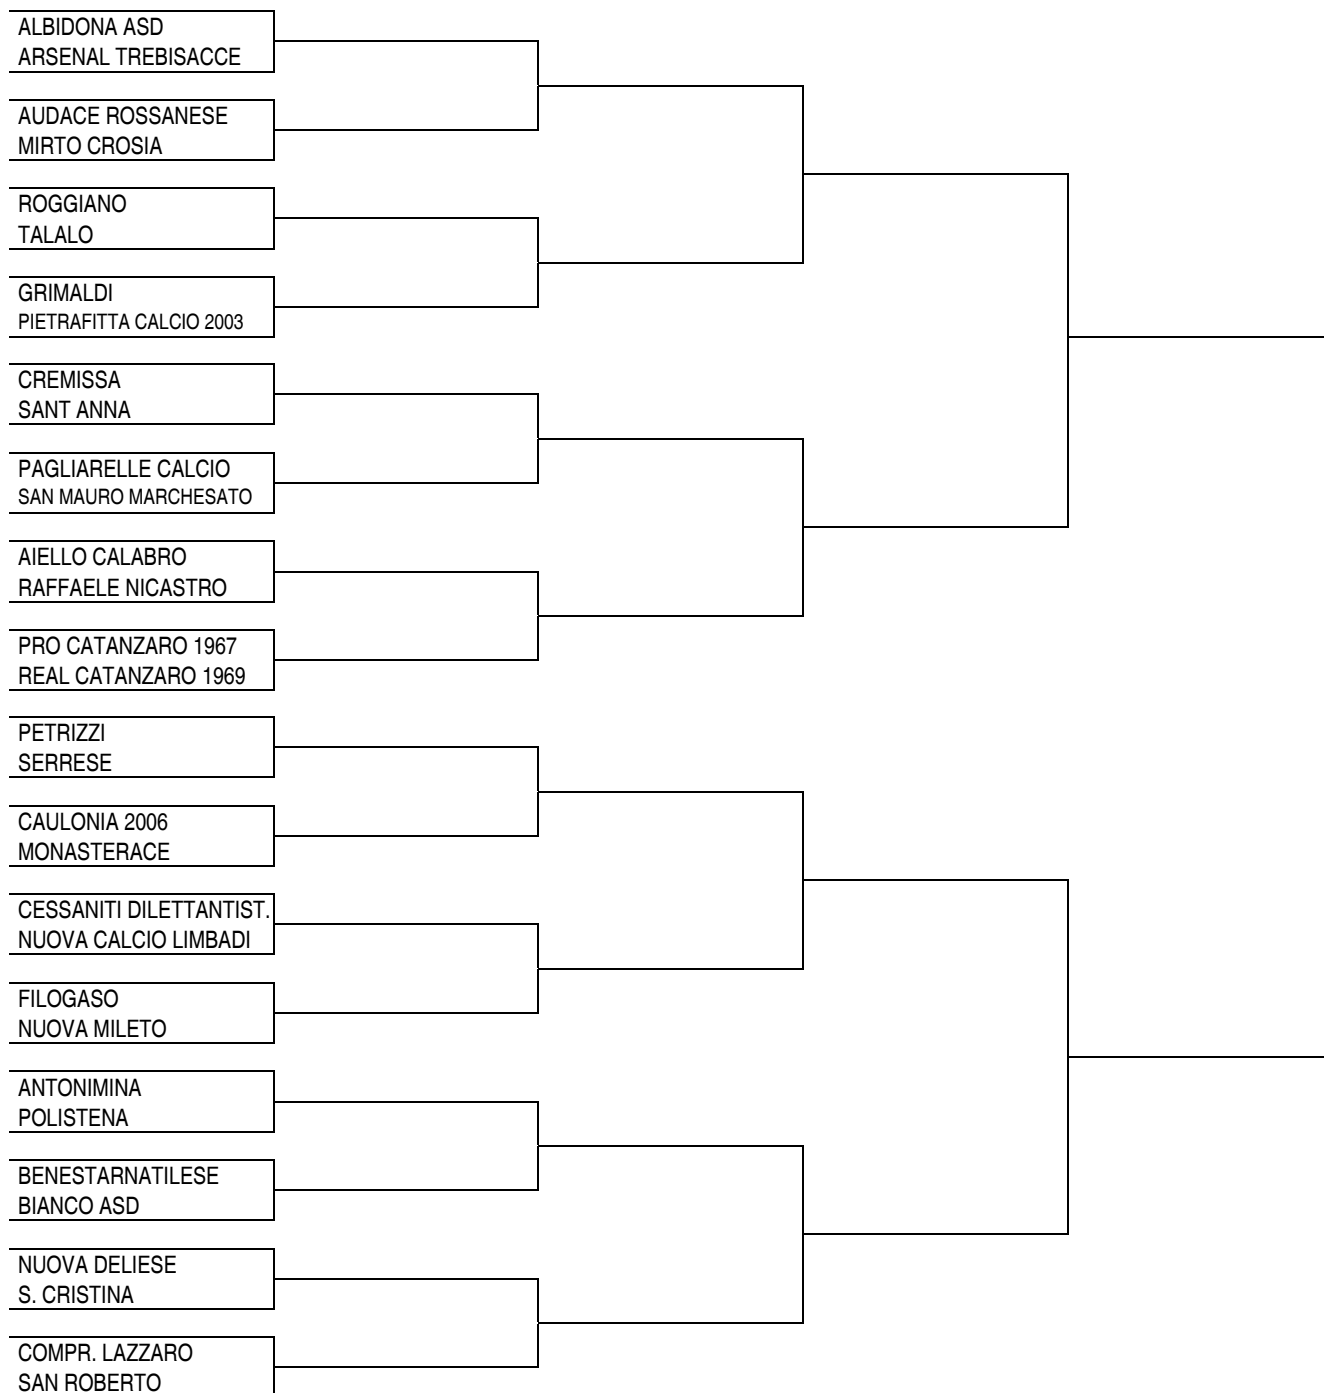 ALBIDONA ASD
ARSENAL TREBISACCE
AUDACE ROSSANESE
MIRTO CROSIA
ROGGIANO
TALALO
GRIMALDI
PIETRAFITTA CALCIO 2003
CREMISSA
SANT ANNA
PAGLIARELLE CALCIO
SAN MAURO MARCHESATO
AIELLO CALABRO
RAFFAELE NICASTRO
PRO CATANZARO 1967
REAL CATANZARO 1969
PETRIZZI
SERRESE
CAULONIA 2006
MONASTERACE
CESSANITI DILETTANTIST.
NUOVA CALCIO LIMBADI
FILOGASO
NUOVA MILETO
ANTONIMINA
POLISTENA
BENESTARNATILESE
BIANCO ASD
NUOVA DELIESE
S. CRISTINA
COMPR. LAZZARO
SAN ROBERTO